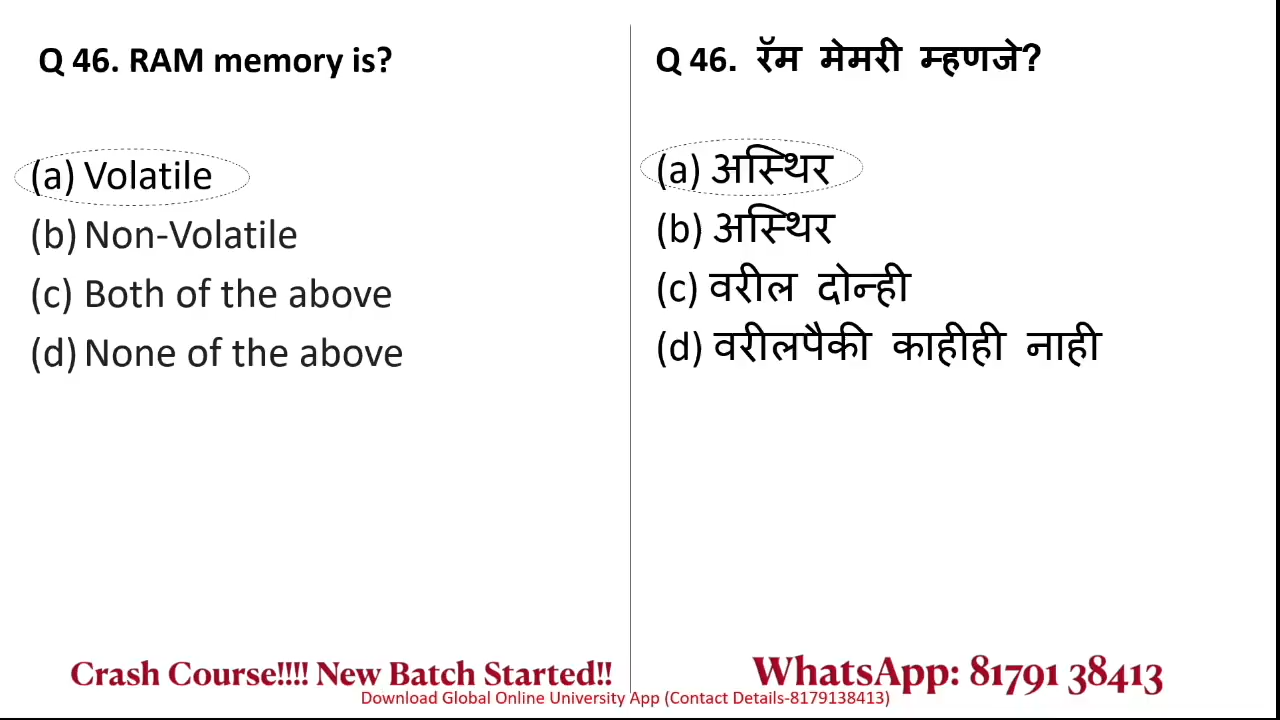 Q 46. RAM memory is?
(a) Volatile
(b) Non-Volatile
(c) Both of the above
(d) None of the above
Q 46. रॅम मेमरी म्हणजे?
(a) अस्थिर
(b) अस्थिर
(c) वरील दोन्ही
(d) वरीलपैकी काहीही नाही
Crash Course!!!! New Batch Started!!
WhatsApp: 81791 38413
Download Global Online University App (Contact Details-8179138413)